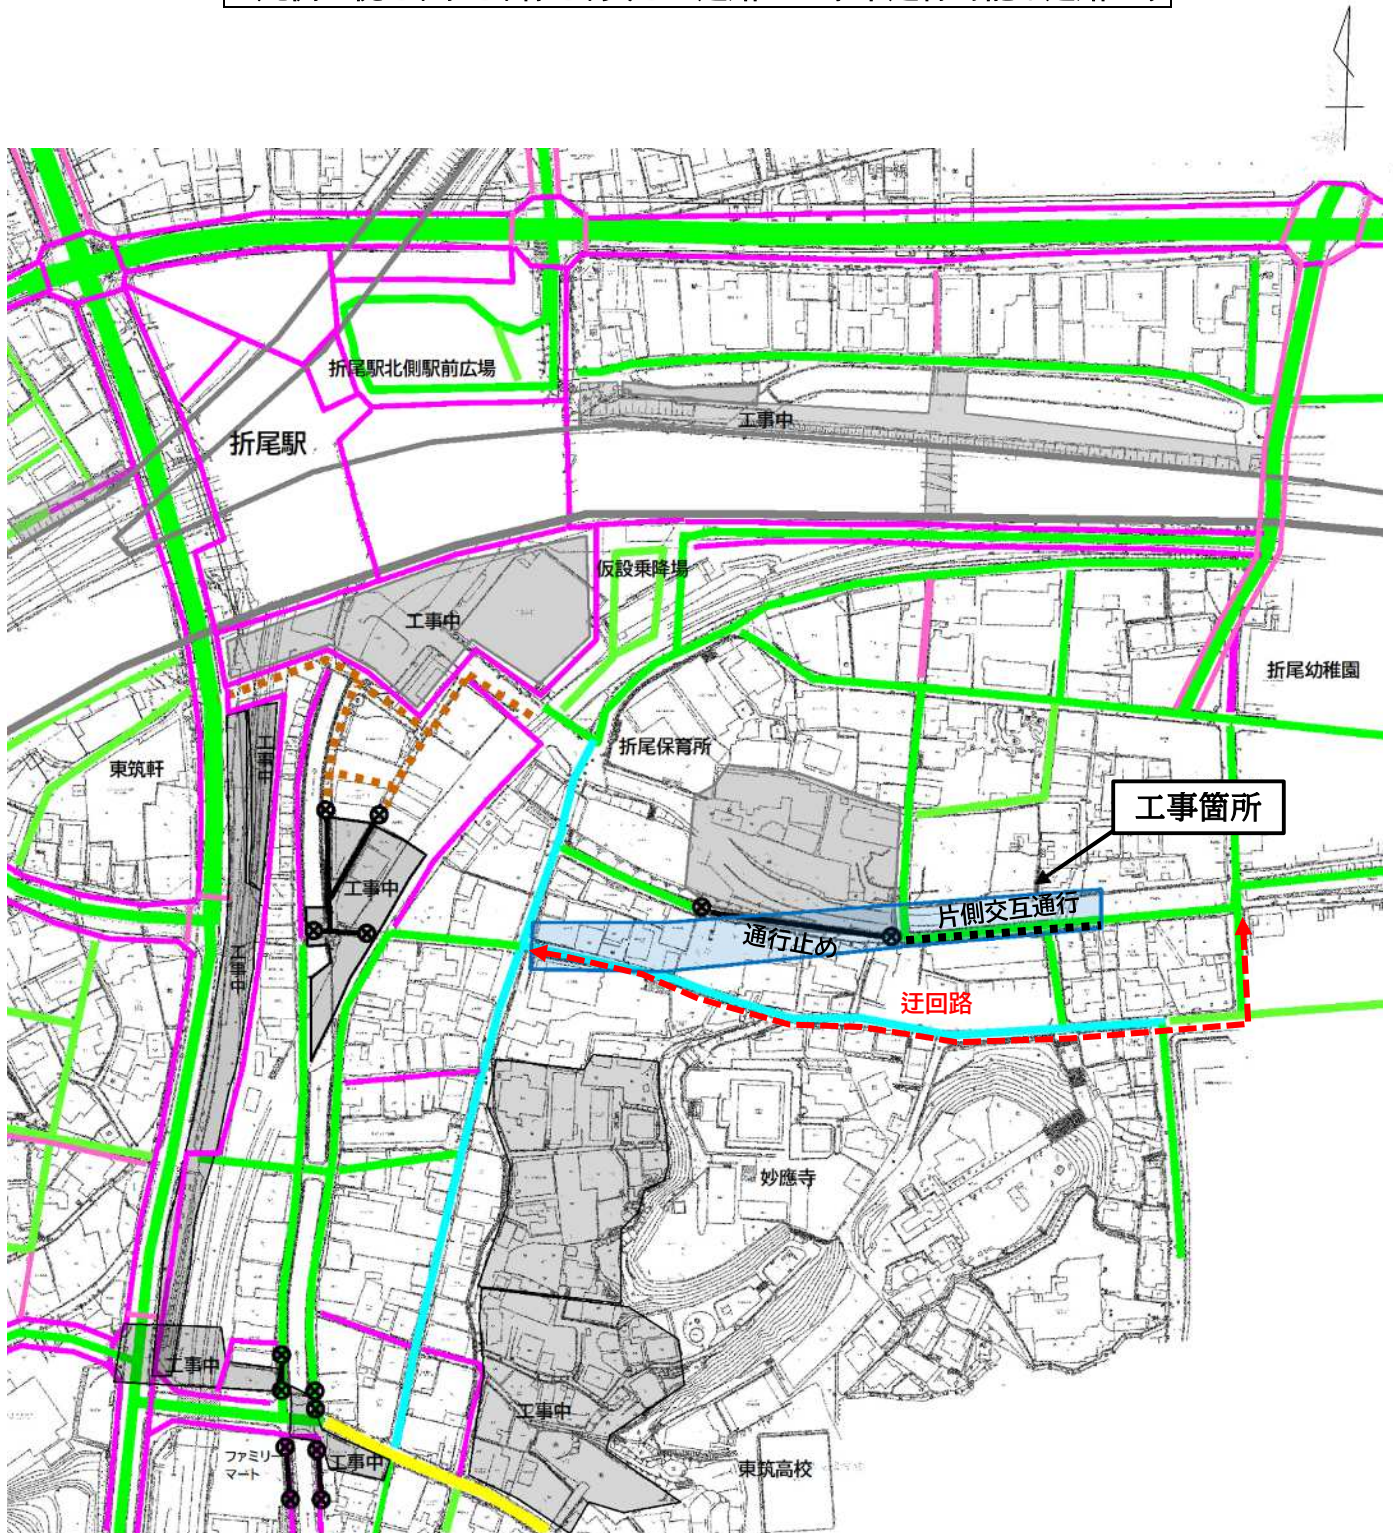 折尾駅北側駅前広場
折尾駅
工事中
仮設乗降場
工事中
折尾幼稚園
折尾保育所
工事中
東筑軒
工事箇所
工事中
片側交互通行
通行止め
工事中
迂回路
妙應寺
工事中
工事中
ファミリー
マート
工事中
東筑高校